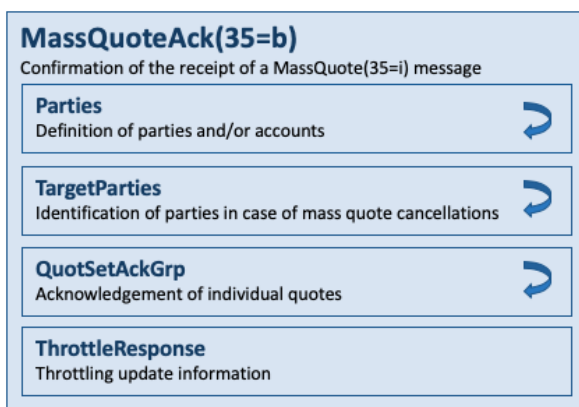 MassQuoteAck(35=b)
Confirmation of the receipt of a MassQuote(35=i) message
Parties
Definition of parties and/or accounts
TargetParties
Identification of parties in case of mass quote cancellations
QuotSetAckGrp
Acknowledgement of individual quotes
ThrottleResponse
Throttling update information